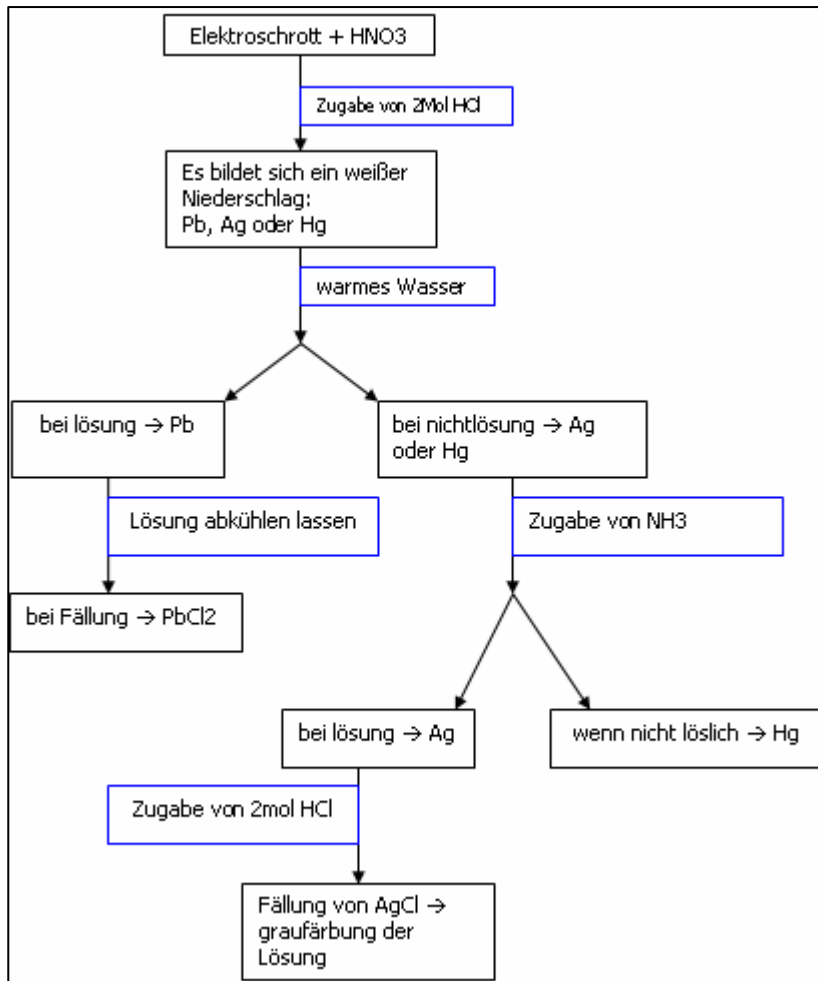 Elektroschrott + HNO3
Zugabe von 2Mol HCl
Es bildet sich ein weißer
Niederschlag:
Pb, Ag oder Hg
warmes Wasser
bei lösung → Pb
bei nichtlösung → Ag
oder Hg
Lösung abkühlen lassen
Zugabe von NH3
bei Fällung → PbCl2
bei lösung → Ag
wenn nicht löslich → Hg
Zugabe von 2mol HCl
Fällung von AgCl →
graufärbung der
Lösung